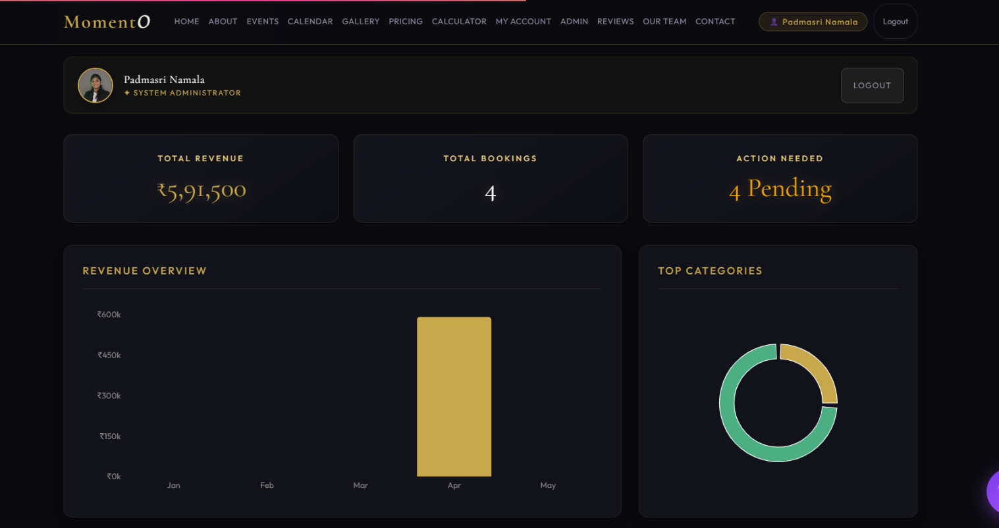 MomentO
HOME ABOUT EVENTS CALENDAR GALLERY PRICING CALCULATOR MY ACCOUNT ADMIN REVIEWS OUR TEAM CONTACT
Padmasri Namala
Logout
Padmasri Namala
✦ SYSTEM ADMINISTRATOR
LOGOUT
TOTAL REVENUE
₹5,91,500
TOTAL BOOKINGS
4
ACTION NEEDED
4 Pending
REVENUE OVERVIEW
₹600k
₹450k
₹300k
₹150k
₹0k
Jan Feb Mar Apr May
TOP CATEGORIES